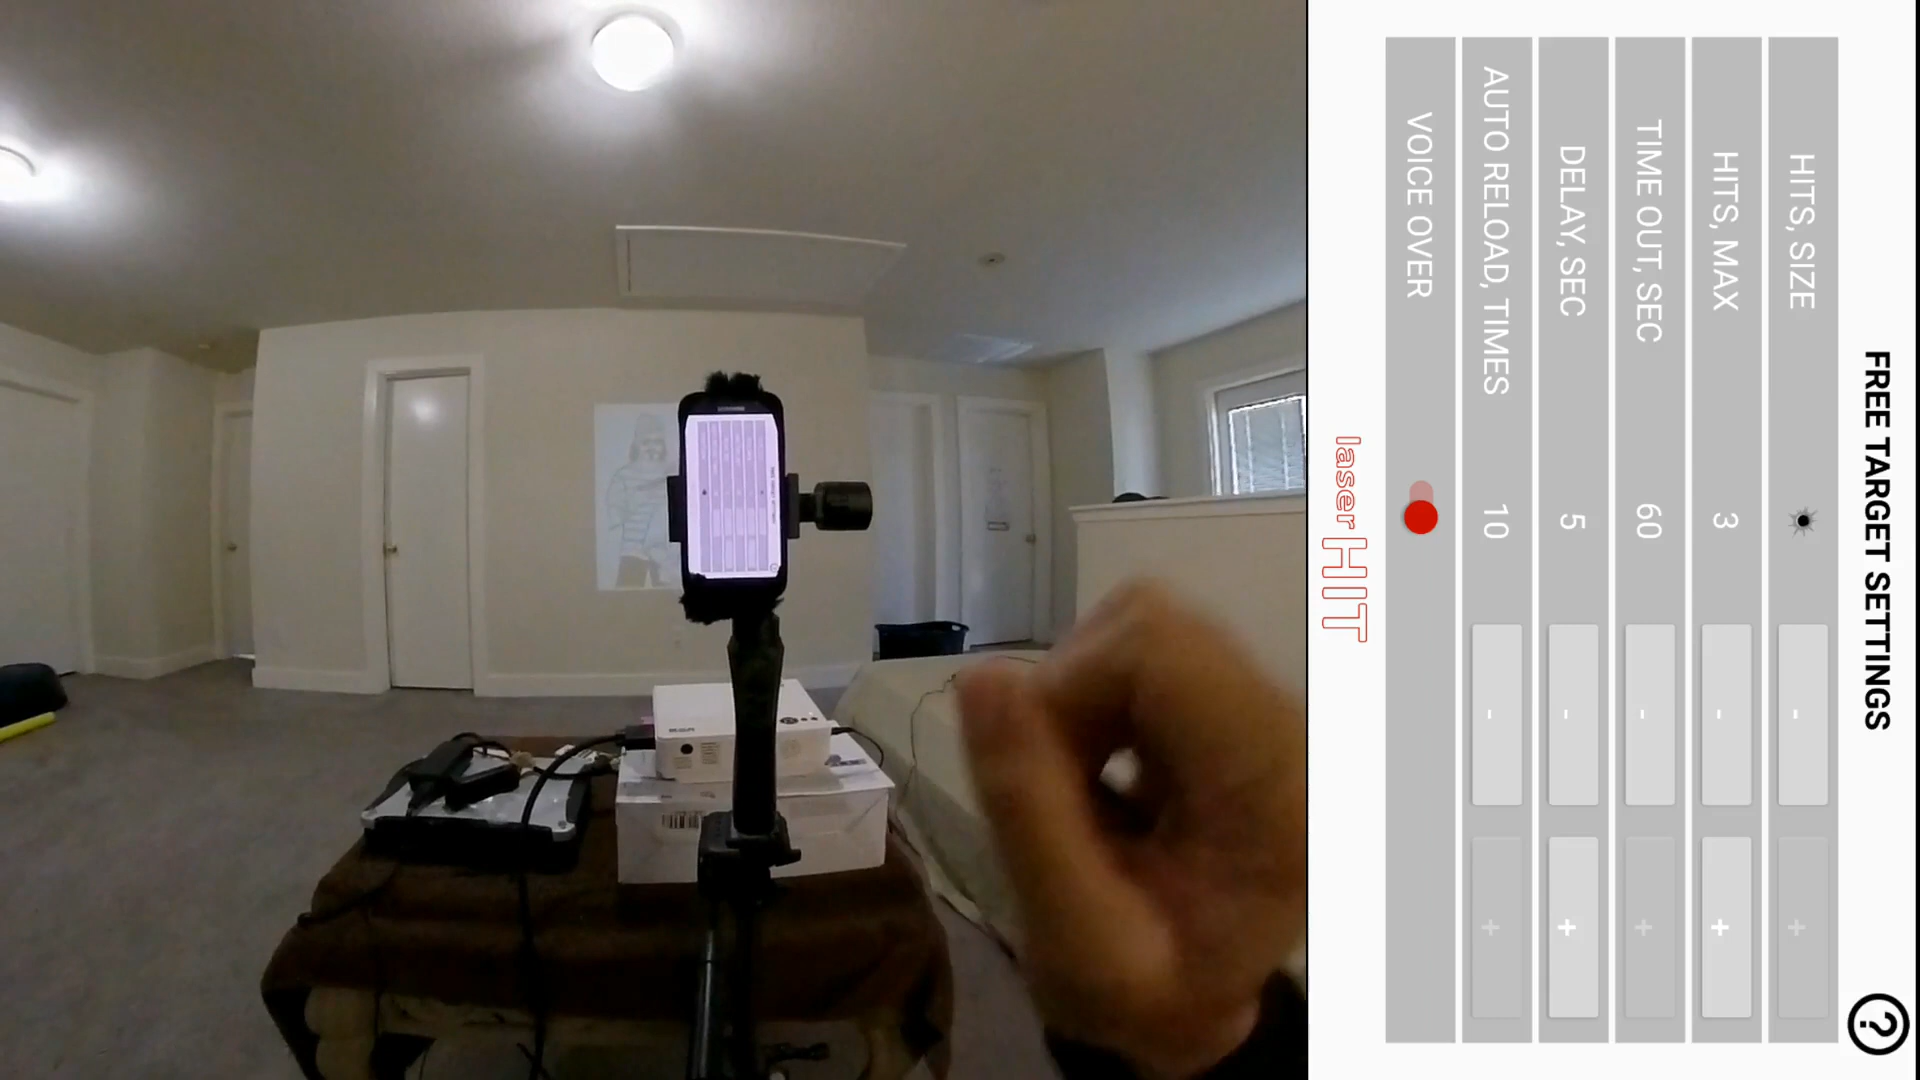 FREE TARGET SETTINGS
?
HITS, SIZE - +
HITS, MAX 3 - +
TIME OUT, SEC 60 - +
DELAY, SEC 5 - +
AUTO RELOAD, TIMES 10 - +
VOICE OVER
laser HIT